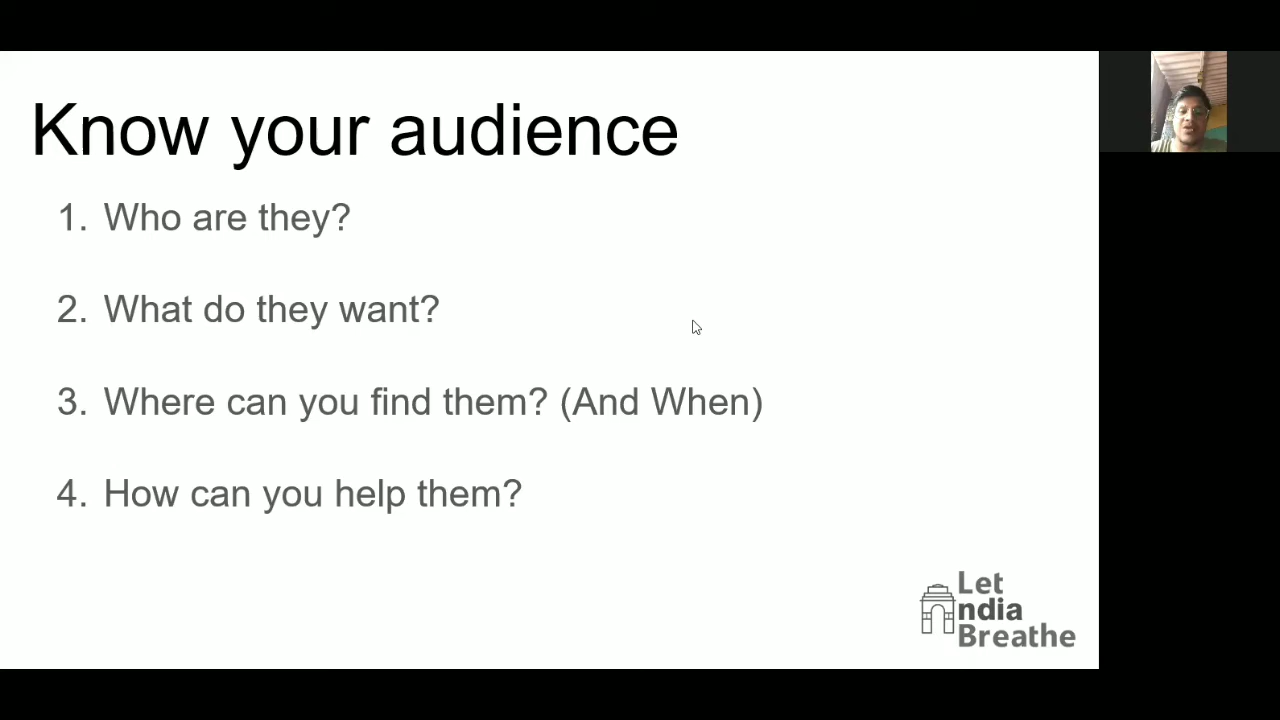 Know your audience
1. Who are they?
2. What do they want?
3. Where can you find them? (And When)
4. How can you help them?
Let
ndia
Breathe